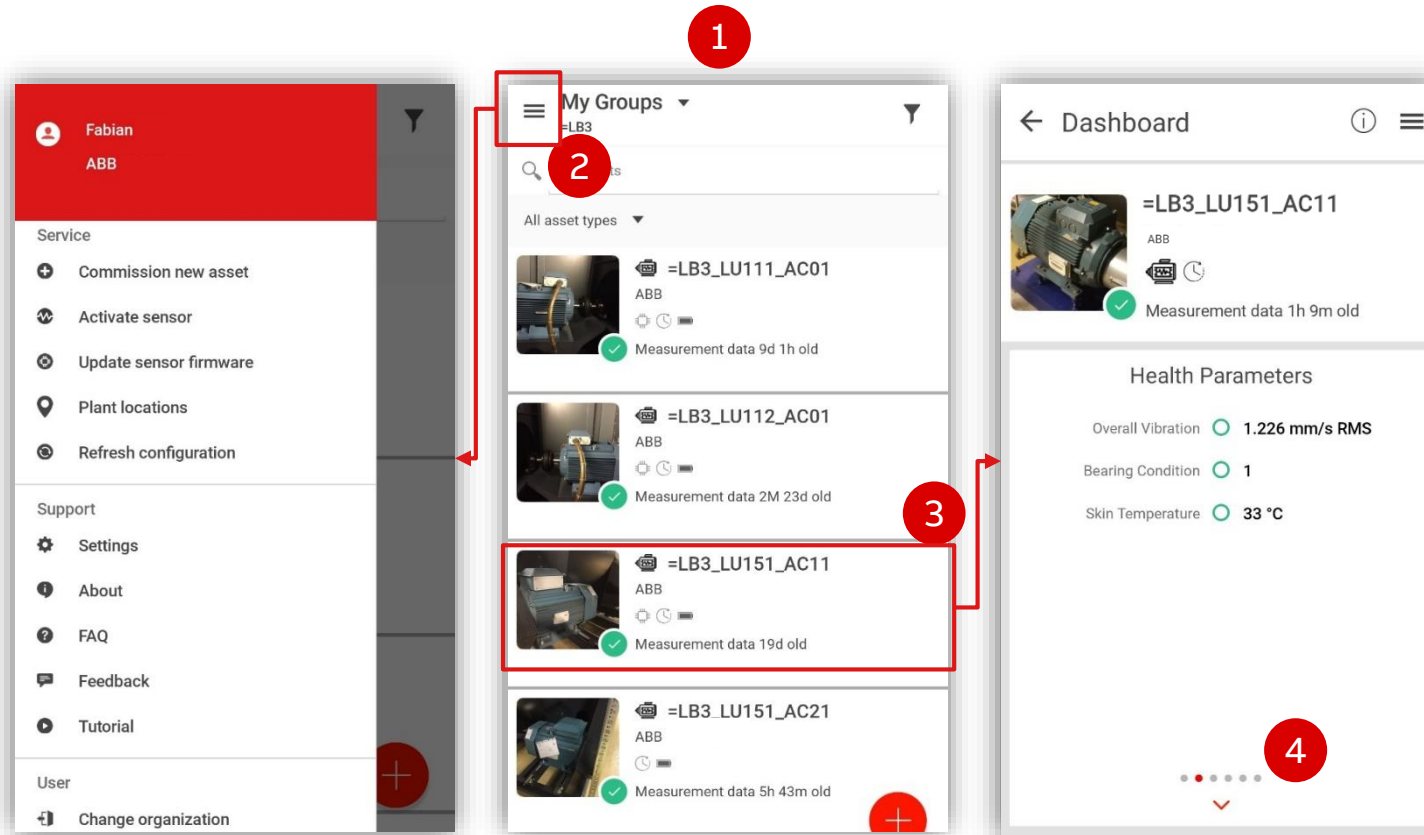 1
Fabian
ABB
Service
Commission new asset
Activate sensor
Update sensor firmware
Plant locations
Refresh configuration
Support
Settings
About
FAQ
Feedback
Tutorial
User
Change organization
My Groups
=LB3
2
All asset types
=LB3_LU111_AC01
ABB
Measurement data 9d 1h old
=LB3_LU112_AC01
ABB
Measurement data 2M 23d old
3
=LB3_LU151_AC11
ABB
Measurement data 19d old
=LB3_LU151_AC21
ABB
Measurement data 5h 43m old
Dashboard
=LB3_LU151_AC11
ABB
Measurement data 1h 9m old
Health Parameters
Overall Vibration 1.226 mm/s RMS
Bearing Condition 1
Skin Temperature 33 °C
4